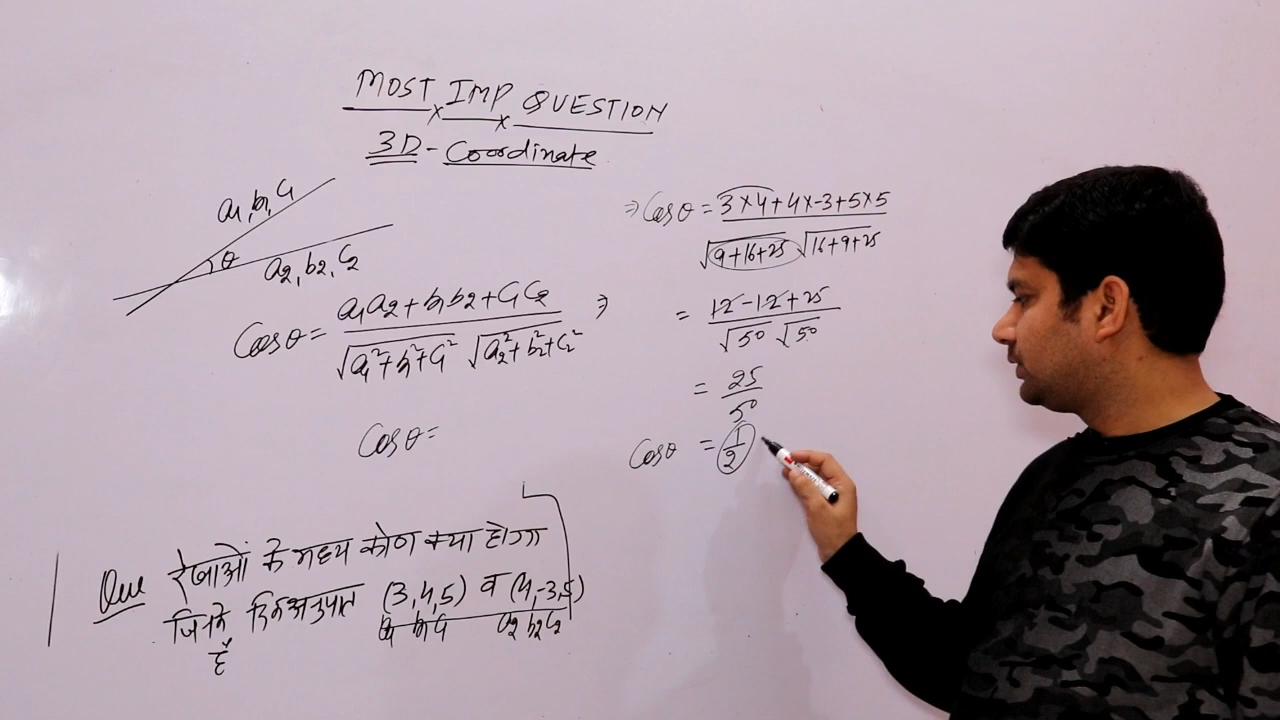 MOST IMP QUESTION
3D - Coordinate
a1, b1, c1
θ
a2, b2, c2
Cosθ = a1a2 + b1b2 + c1c2 / √a1²+b1²+c1² √a2²+b2²+c2² ⇒
Cosθ =
⇒ Cosθ = 3×4+4×-3+5×5 / √9+16+25 √16+9+25
= 12-12+25 / √50 √50
= 25/50
Cosθ = 1/2
Que रेखाओं के मध्य कोण क्या होगा
जिनके दिक् अनुपात (3,4,5) व (4,-3,5)
a1 b1 c1 a2 b2 c2
हैं